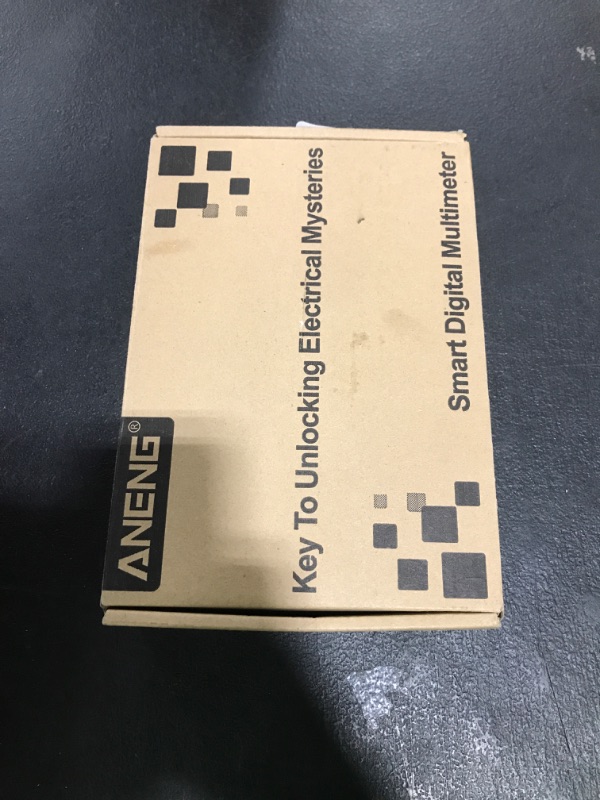 ANENG®
Key To Unlocking Electrical Mysteries
Smart Digital Multimeter